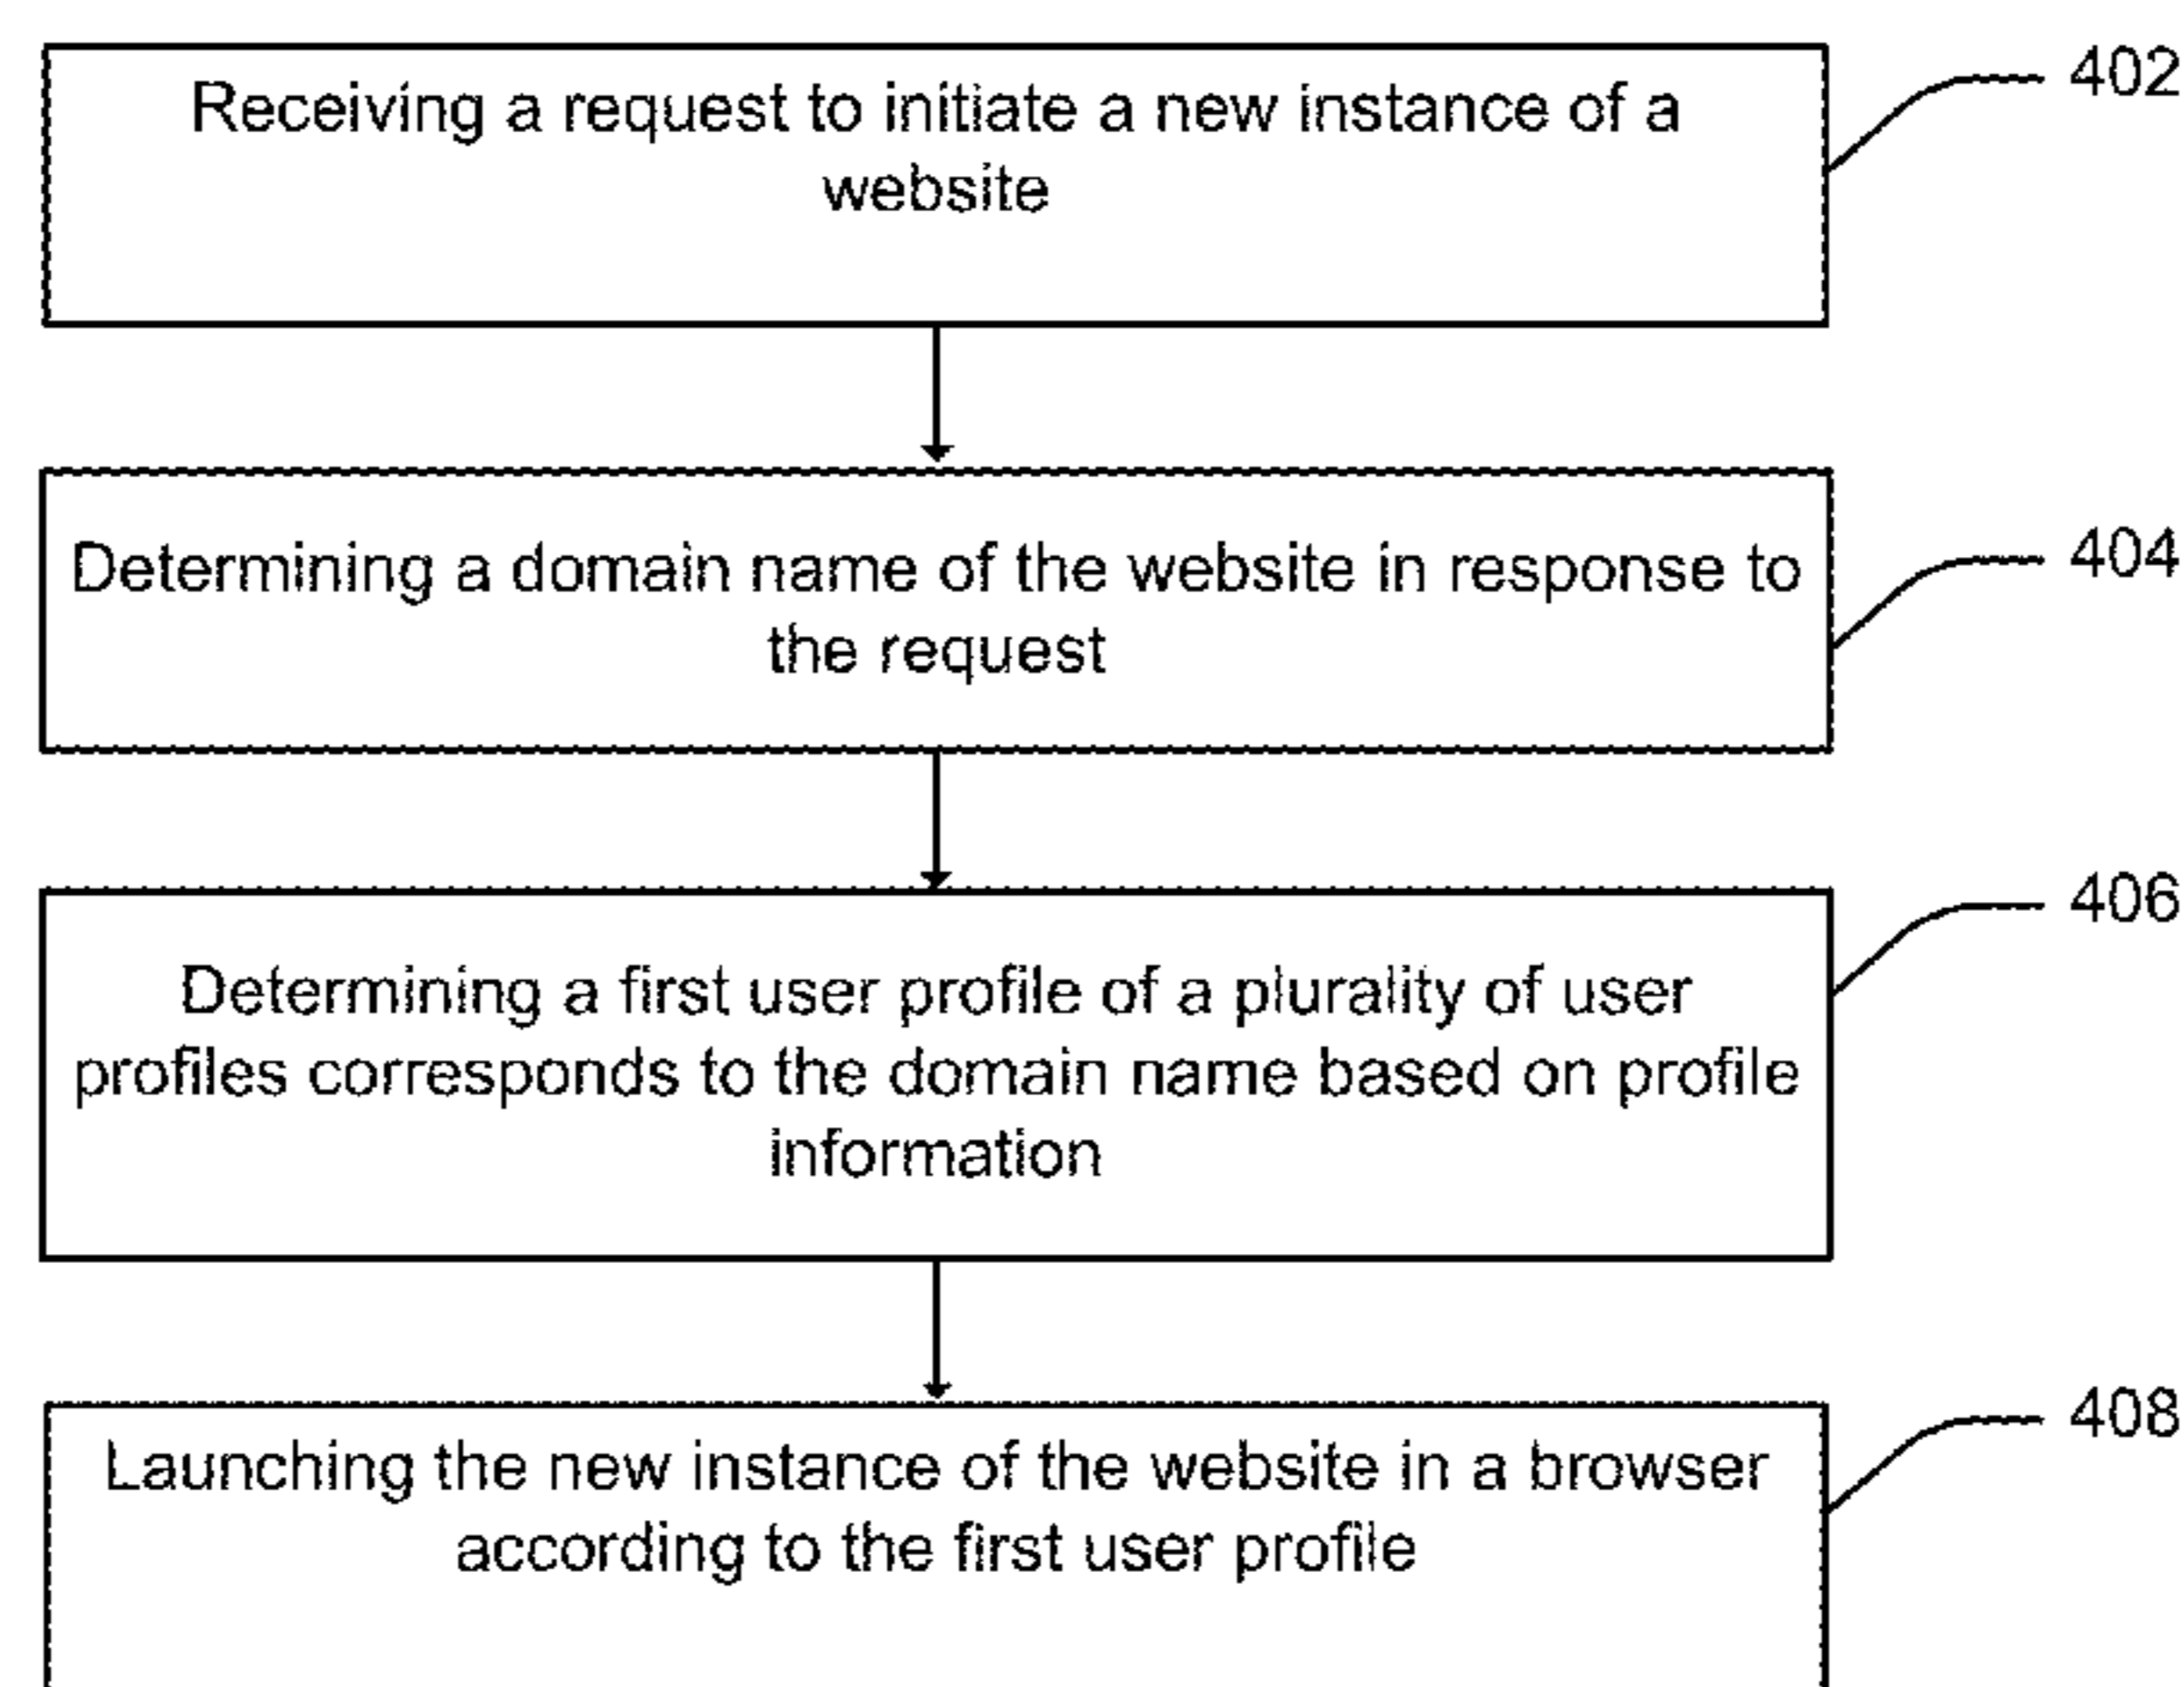 Receiving a request to initiate a new instance of a
website
402
Determining a domain name of the website in response to
the request
404
Determining a first user profile of a plurality of user
profiles corresponds to the domain name based on profile
information
406
Launching the new instance of the website in a browser
according to the first user profile
408